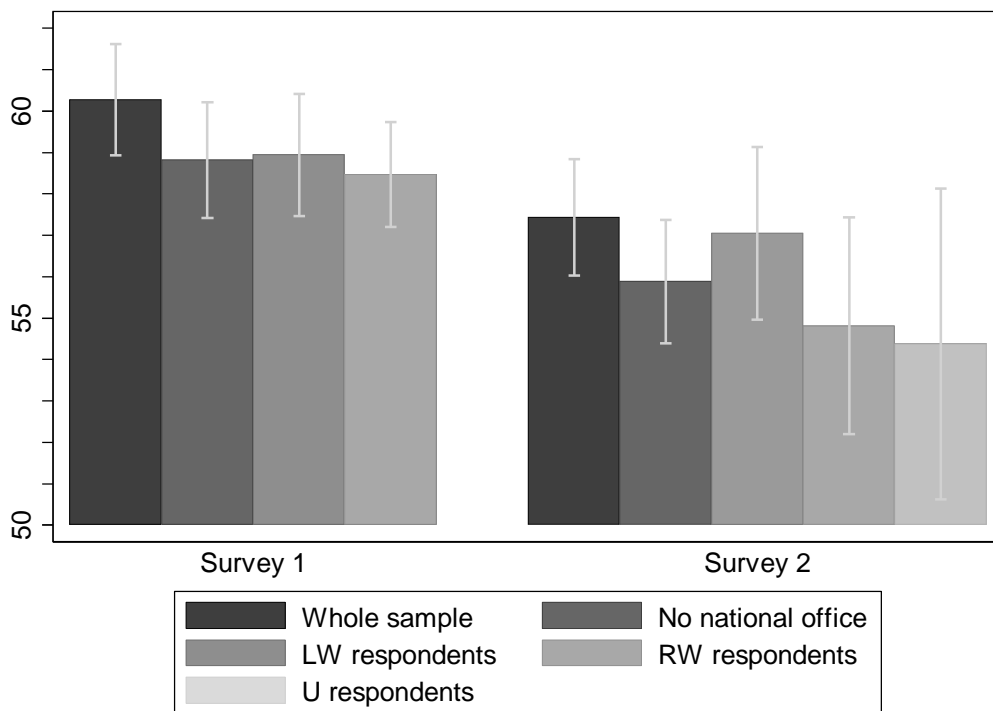 60
55
50
Survey 1 Survey 2
Whole sample No national office
LW respondents RW respondents
U respondents